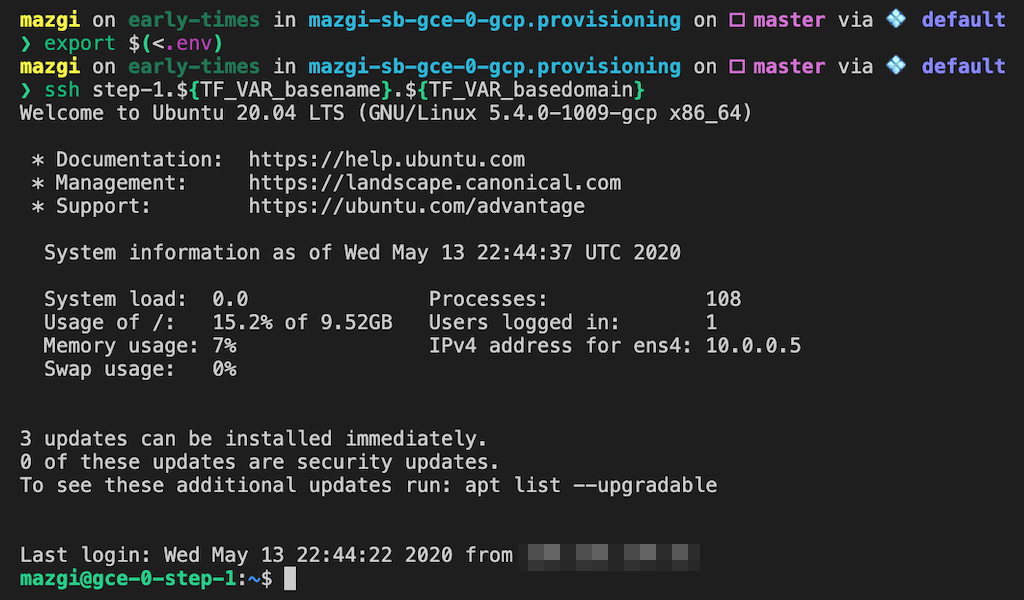 mazgi on early-times in mazgi-sb-gce-0-gcp.provisioning on master via 💠 default
❯ export $(<.env)
mazgi on early-times in mazgi-sb-gce-0-gcp.provisioning on master via 💠 default
❯ ssh step-1.${TF_VAR_basename}.${TF_VAR_basedomain}
Welcome to Ubuntu 20.04 LTS (GNU/Linux 5.4.0-1009-gcp x86_64)
* Documentation: https://help.ubuntu.com
* Management: https://landscape.canonical.com
* Support: https://ubuntu.com/advantage
System information as of Wed May 13 22:44:37 UTC 2020
System load: 0.0 Processes: 108
Usage of /: 15.2% of 9.52GB Users logged in: 1
Memory usage: 7% IPv4 address for ens4: 10.0.0.5
Swap usage: 0%
3 updates can be installed immediately.
0 of these updates are security updates.
To see these additional updates run: apt list --upgradable
Last login: Wed May 13 22:44:22 2020 from
mazgi@gce-0-step-1:~$